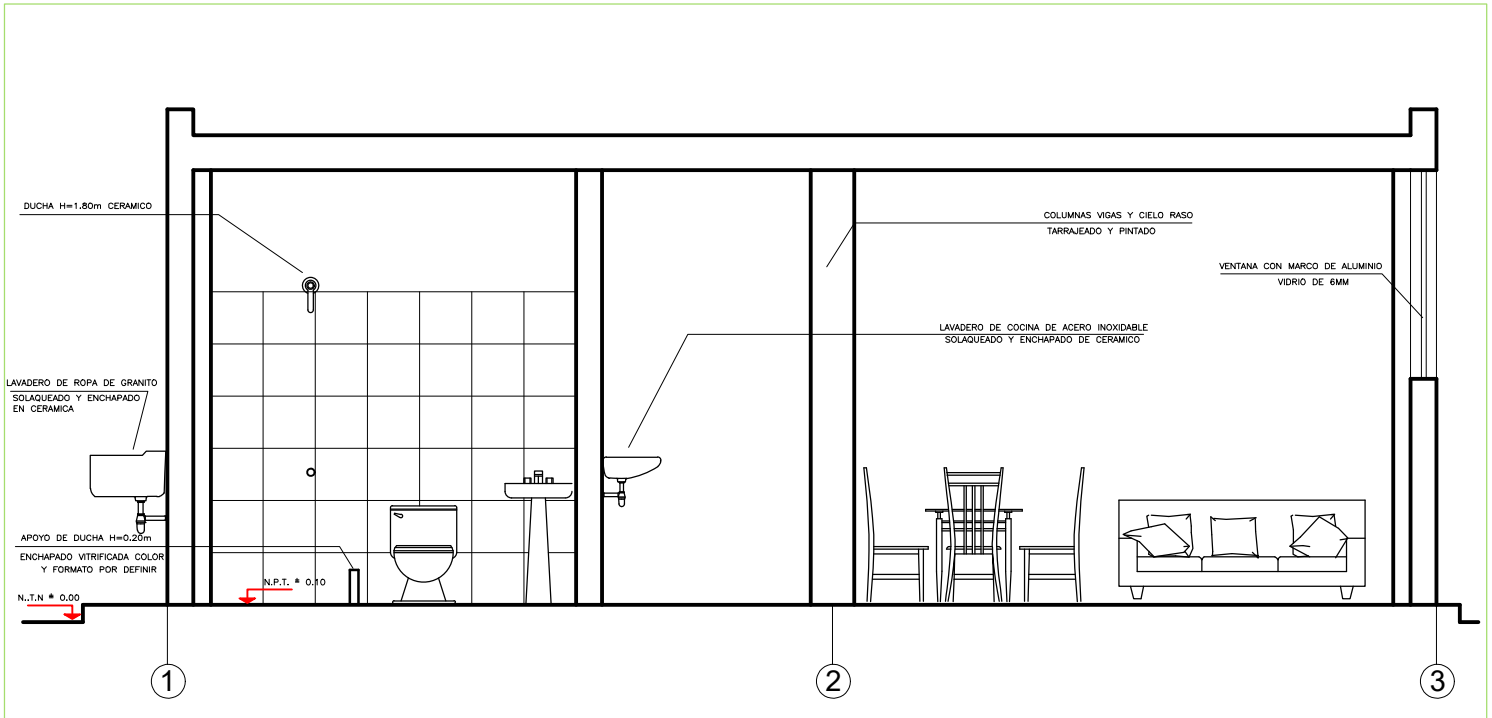 DUCHA H=1.80m CERAMICO
COLUMNAS VIGAS Y CIELO RASO
TARRAJEADO Y PINTADO
VENTANA CON MARCO DE ALUMINIO
VIDRIO DE 6MM
LAVADERO DE COCINA DE ACERO INOXIDABLE
SOLAQUEADO Y ENCHAPADO DE CERAMICO
LAVADERO DE ROPA DE GRANITO
SOLAQUEADO Y ENCHAPADO
EN CERAMICA
APOYO DE DUCHA H=0.20m
ENCHAPADO VITRIFICADA COLOR
Y FORMATO POR DEFINIR
N.P.T. * 0.10
N..T.N * 0.00
1
2
3